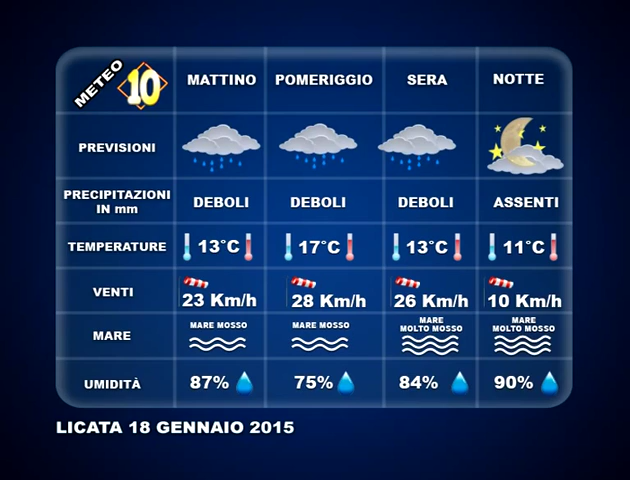 METEO 10 MATTINO POMERIGGIO SERA NOTTE
PREVISIONI
PRECIPITAZIONI
IN mm
DEBOLI DEBOLI DEBOLI ASSENTI
TEMPERATURE 13°C 17°C 13°C 11°C
VENTI 23 Km/h 28 Km/h 26 Km/h 10 Km/h
MARE
MARE MOSSO
MARE MOSSO
MARE
MOLTO MOSSO
MARE
MOLTO MOSSO
UMIDITÀ 87% 75% 84% 90%
LICATA 18 GENNAIO 2015